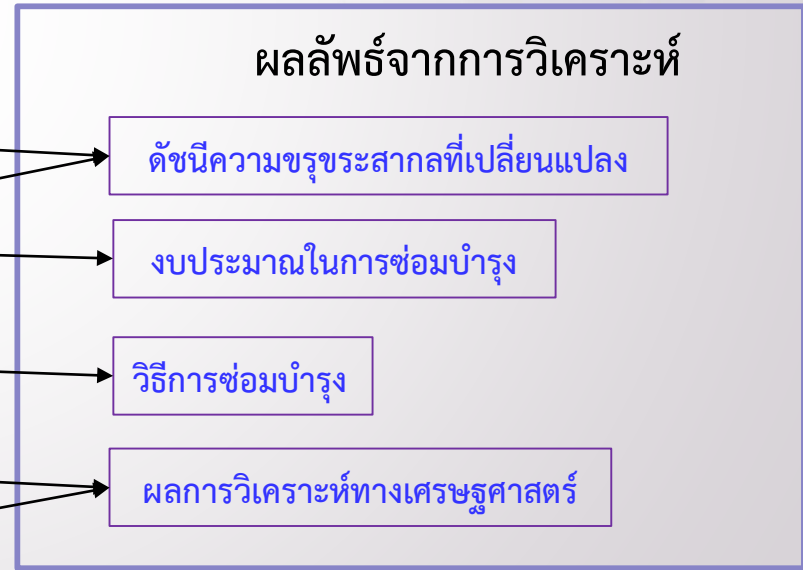 ผลลัพธ์จากการวิเคราะห์
ดัชนีความขรุขระสากลที่เปลี่ยนแปลง
งบประมาณในการซ่อมบำรุง
วิธีการซ่อมบำรุง
ผลการวิเคราะห์ทางเศรษฐศาสตร์